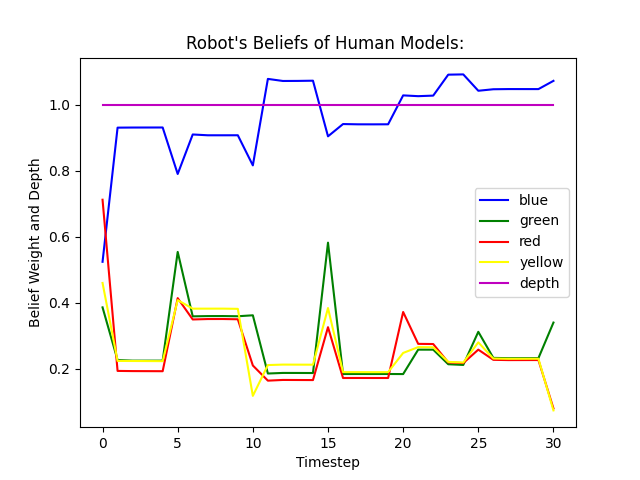 Robot's Beliefs of Human Models:
Belief Weight and Depth
1.0
0.8
0.6
0.4
0.2
blue
green
red
yellow
depth
0 5 10 15 20 25 30
Timestep